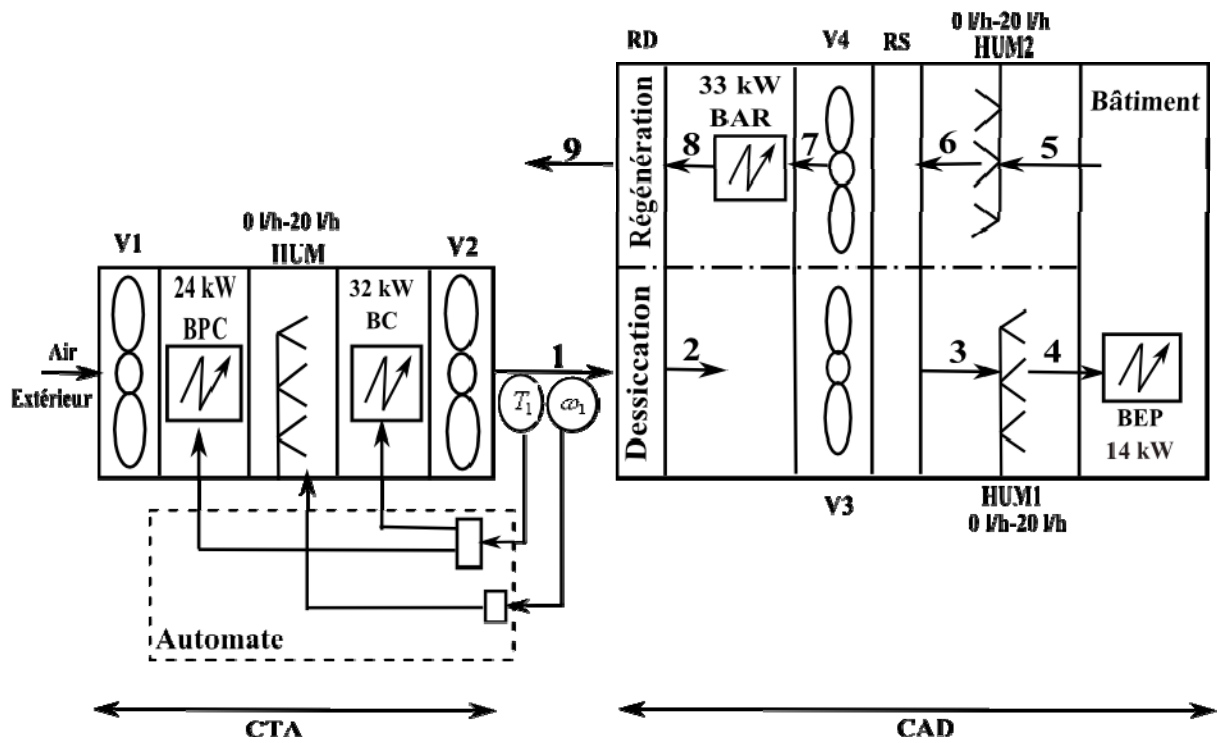 RD
V4
RS
0 l/h-20 l/h
HUM2
Régénération
33 kW
BAR
Bâtiment
9
8
7
6
5
V1
0 l/h-20 l/h
HUM
V2
24 kW
BPC
32 kW
BC
Air
Extérieur
1
T1
ω1
Dessiccation
2
3
4
BEP
14 kW
V3
HUM1
0 l/h-20 l/h
Automate
CTA
CAD